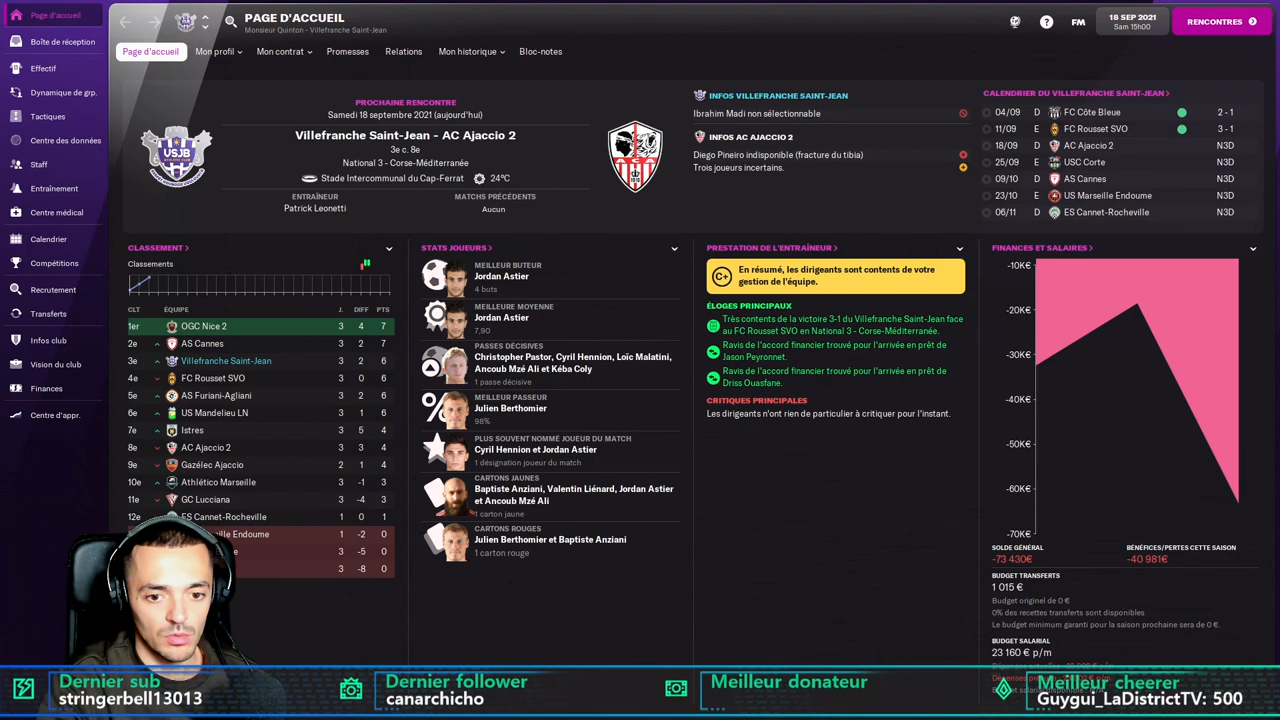 Page d'accueil
Boîte de réception
Effectif
Dynamique de grp.
Tactiques
Centre des données
Staff
Entraînement
Centre médical
Calendrier
Compétitions
Recrutement
Transferts
Infos club
Vision du club
Finances
Centre d'appr.
PAGE D'ACCUEIL
Monsieur Quinton - Villefranche Saint-Jean
FM
18 SEP 2021
Sam 15h00
RENCONTRES
Page d'accueil Mon profil Mon contrat Promesses Relations Mon historique Bloc-notes
PROCHAINE RENCONTRE
Samedi 18 septembre 2021 (aujourd'hui)
Villefranche Saint-Jean - AC Ajaccio 2
3e c. 8e
National 3 - Corse-Méditerranée
Stade Intercommunal du Cap-Ferrat 24°C
ENTRAÎNEUR MATCHS PRÉCÉDENTS
Patrick Leonetti Aucun
INFOS VILLEFRANCHE SAINT-JEAN
Ibrahim Madi non sélectionnable
INFOS AC AJACCIO 2
Diego Pineiro indisponible (fracture du tibia)
Trois joueurs incertains.
CALENDRIER DU VILLEFRANCHE SAINT-JEAN >
04/09 D FC Côte Bleue 2 - 1
11/09 E FC Rousset SVO 3 - 1
18/09 D AC Ajaccio 2 N3D
25/09 E USC Corte N3D
09/10 D AS Cannes N3D
23/10 E US Marseille Endoume N3D
06/11 D ES Cannet-Rocheville N3D
CLASSEMENT >
Classements
CLT ÉQUIPE J. DIFF PTS
1er OGC Nice 2 3 4 7
2e AS Cannes 3 2 7
3e Villefranche Saint-Jean 3 2 6
4e FC Rousset SVO 3 0 6
5e AS Furiani-Agliani 3 2 6
6e US Mandelieu LN 3 1 6
7e Istres 3 5 4
8e AC Ajaccio 2 3 3 4
9e Gazélec Ajaccio 2 1 4
10e Athlético Marseille 3 -1 3
11e GC Lucciana 3 -4 3
12e ES Cannet-Rocheville 1 0 1
Endoume 1 -2 0
3 -5 0
3 -8 0
STATS JOUEURS >
MEILLEUR BUTEUR
Jordan Astier
4 buts
MEILLEURE MOYENNE
Jordan Astier
7,90
PASSES DÉCISIVES
Christopher Pastor, Cyril Hennion, Loïc Malatini,
Ancoub Mzé Ali et Kéba Coly
1 passe décisive
MEILLEUR PASSEUR
Julien Berthomier
98%
PLUS SOUVENT NOMMÉ JOUEUR DU MATCH
Cyril Hennion et Jordan Astier
1 désignation joueur du match
CARTONS JAUNES
Baptiste Anziani, Valentin Liénard, Jordan Astier
et Ancoub Mzé Ali
1 carton jaune
CARTONS ROUGES
Julien Berthomier et Baptiste Anziani
1 carton rouge
PRESTATION DE L'ENTRAÎNEUR >
C+
En résumé, les dirigeants sont contents de votre
gestion de l'équipe.
ÉLOGES PRINCIPAUX
Très contents de la victoire 3-1 du Villefranche Saint-Jean face
au FC Rousset SVO en National 3 - Corse-Méditerranée.
Ravis de l'accord financier trouvé pour l'arrivée en prêt de
Jason Peyronnet.
Ravis de l'accord financier trouvé pour l'arrivée en prêt de
Driss Ouasfane.
CRITIQUES PRINCIPALES
Les dirigeants n'ont rien de particulier à critiquer pour l'instant.
FINANCES ET SALAIRES >
-10K€
-20K€
-30K€
-40K€
-50K€
-60K€
-70K€
SOLDE GÉNÉRAL BÉNÉFICES/PERTES CETTE SAISON
-73 430€ -40 981€
BUDGET TRANSFERTS
1 015 €
Budget originel de 0 €
0% des recettes transferts sont disponibles
Le budget minimum garanti pour la saison prochaine sera de 0 €.
BUDGET SALARIAL
23 160 € p/m
Dernier sub
stringerbell13013
Dernier follower
canarchicho
Meilleur donateur
Meilleur cheerer
Guygui_LaDistrictTV: 500